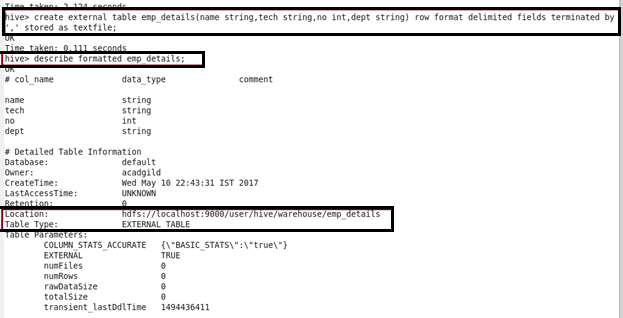 Time taken: 2.124 seconds
hive> create external table emp_details(name string,tech string,no int,dept string) row format delimited fields terminated by
',' stored as textfile;
OK
Time taken: 0.111 seconds
hive> describe formatted emp_details;
OK
# col_name data_type comment
name string
tech string
no int
dept string
# Detailed Table Information
Database: default
Owner: acadgild
CreateTime: Wed May 10 22:43:31 IST 2017
LastAccessTime: UNKNOWN
Retention: 0
Location: hdfs://localhost:9000/user/hive/warehouse/emp_details
Table Type: EXTERNAL TABLE
Table Parameters:
COLUMN_STATS_ACCURATE {\"BASIC_STATS\":\"true\"}
EXTERNAL TRUE
numFiles 0
numRows 0
rawDataSize 0
totalSize 0
transient_lastDdlTime 1494436411